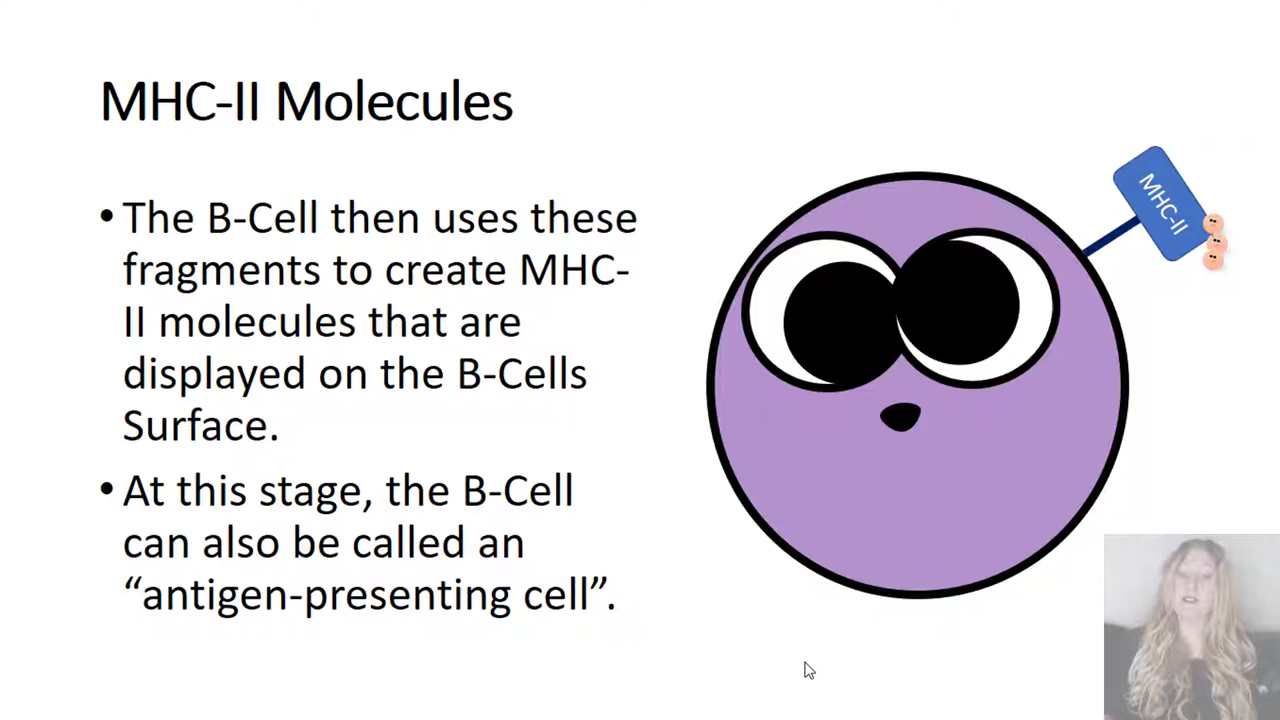 MHC-II Molecules
• The B-Cell then uses these
fragments to create MHC-
II molecules that are
displayed on the B-Cells
Surface.
• At this stage, the B-Cell
can also be called an
“antigen-presenting cell”.
MHC-II